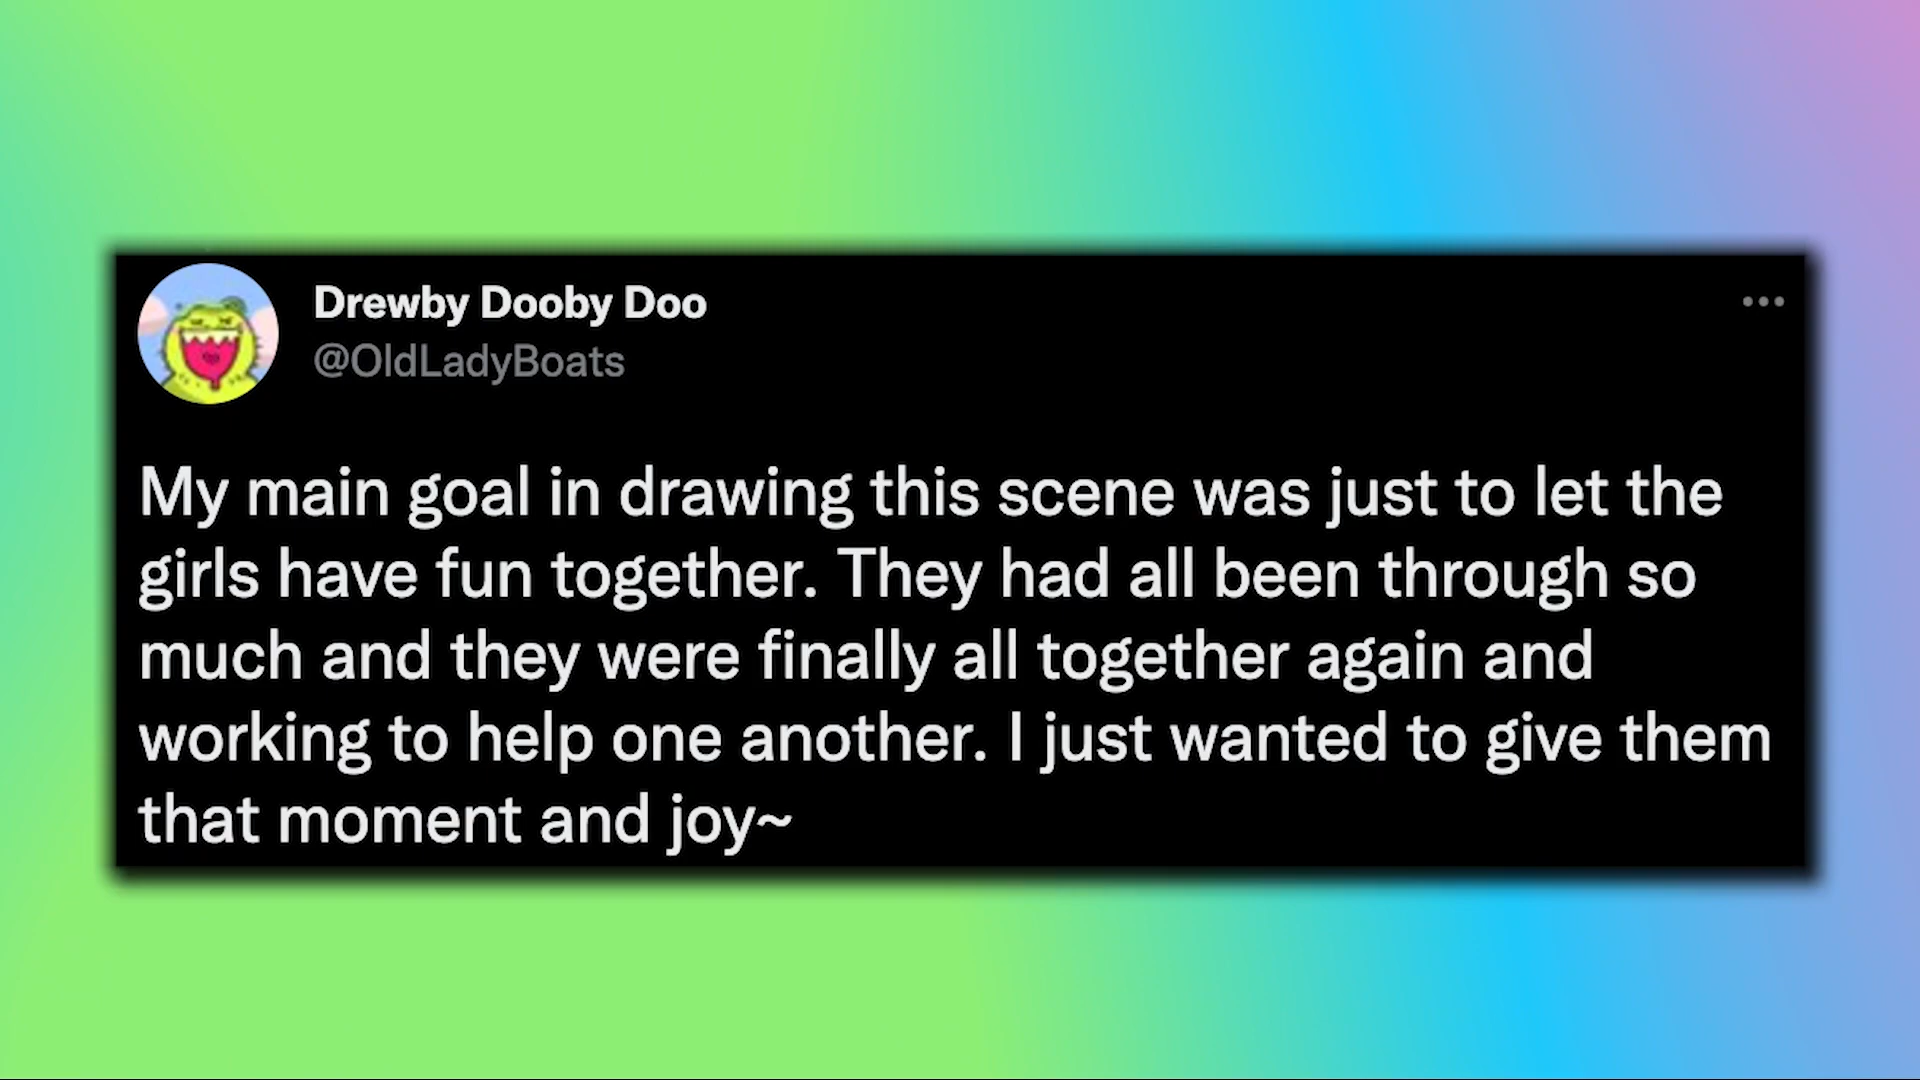 Drewby Dooby Doo
@OldLadyBoats
My main goal in drawing this scene was just to let the
girls have fun together. They had all been through so
much and they were finally all together again and
working to help one another. I just wanted to give them
that moment and joy~